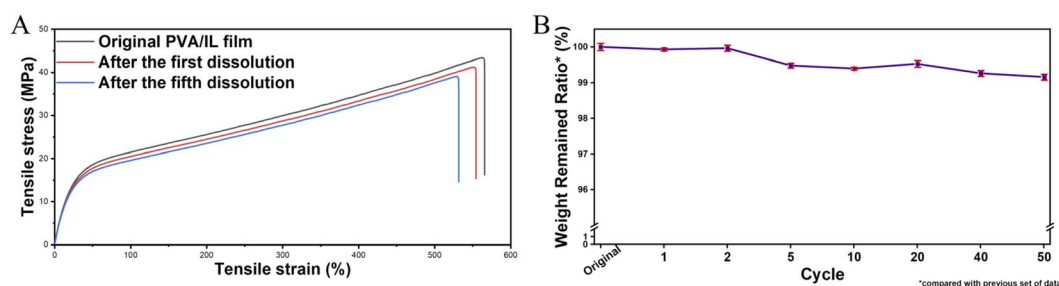 A
Original PVA/IL film
After the first dissolution
After the fifth dissolution
Tensile stress (MPa)
50
40
30
20
10
0
0
100
200
300
400
500
600
Tensile strain (%)
B
Weight Remained Ratio* (%)
100
99
98
97
96
1
0
Original
1
2
5
10
20
40
50
Cycle
*compared with previous set of data